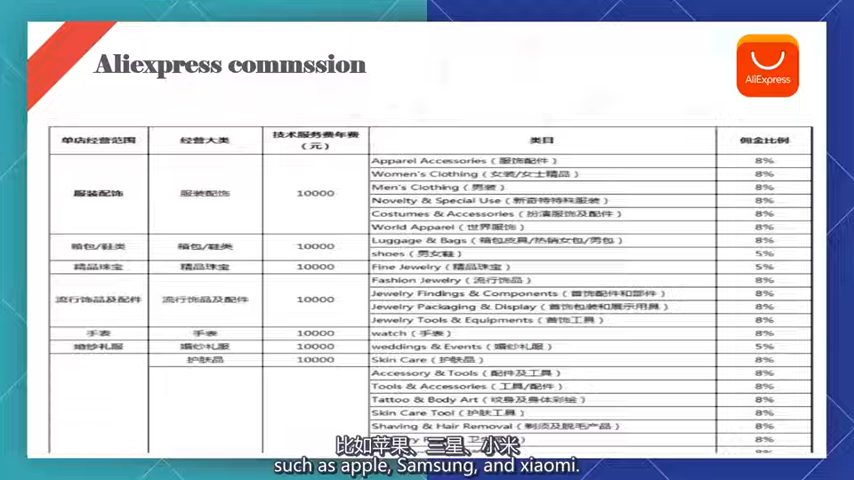 Aliexpress commssion
AliExpress
单店经营范围 经营大类 技术服务费年费（元） 类目 佣金比例
服装配饰 服装配饰 10000 Apparel Accessories（服饰配件） 8%
Women's Clothing（女装/女士精品） 8%
Men's Clothing（男装） 8%
Novelty & Special Use（新奇特特殊服装） 8%
Costumes & Accessories（扮演服饰及配件） 8%
World Apparel（世界服饰） 8%
箱包/鞋类 箱包/鞋类 10000 Luggage & Bags（箱包皮具/热销女包/男包） 8%
shoes（男女鞋） 5%
精品珠宝 精品珠宝 10000 Fine Jewelry（精品珠宝） 5%
流行饰品及配件 流行饰品及配件 10000 Fashion Jewelry（流行饰品） 8%
Jewelry Findings & Components（首饰配件和部件） 8%
Jewelry Packaging & Display（首饰包装和展示用具） 8%
Jewelry Tools & Equipments（首饰工具） 8%
手表 手表 10000 watch（手表） 8%
婚纱礼服 婚纱礼服 10000 weddings & Events（婚纱礼服） 5%
护肤品 10000 Skin Care（护肤品） 8%
Accessory & Tools（配件及工具） 8%
Tools & Accessories（工具/配件） 8%
Tattoo & Body Art（纹身及身体彩绘） 8%
Skin Care Tool（护肤工具） 8%
Shaving & Hair Removal（剃须及脱毛产品） 8%
8%
比如苹果、三星、小米
such as apple, Samsung, and xiaomi.